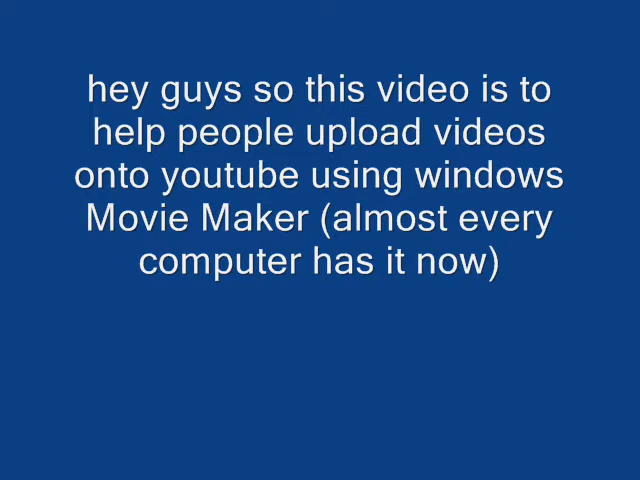 hey guys so this video is to
help people upload videos
onto youtube using windows
Movie Maker (almost every
computer has it now)